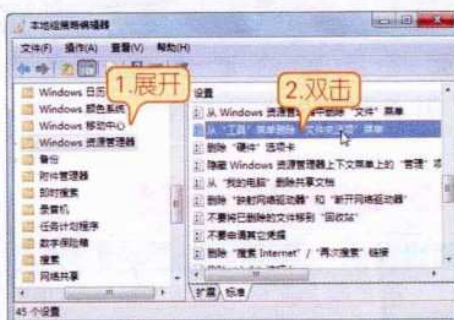 本地组策略编辑器
文件(F) 操作(A) 查看(V) 帮助(H)
1.展开
2.双击
Windows 日历
Windows 颜色系统
Windows 移动中心
Windows 资源管理器
备份
附件管理器
即时搜索
录音机
任务计划程序
数字保险箱
搜索
网络共享
设置
从 Windows 资源管 中删除 "文件" 菜单
从 "工具" 菜单删除 "文件夹选项" 菜单
删除 "硬件" 选项卡
隐藏 Windows 资源管理器上下文菜单上的 "管理" 项
从 "我的电脑" 删除共享文档
删除 "映射网络驱动器" 和 "断开网络驱动器"
不要将已删除的文件移到 "回收站"
不要申请其它凭据
删除 "搜索 Internet" / "再次搜索" 链接
扩展 标准
45 个设置